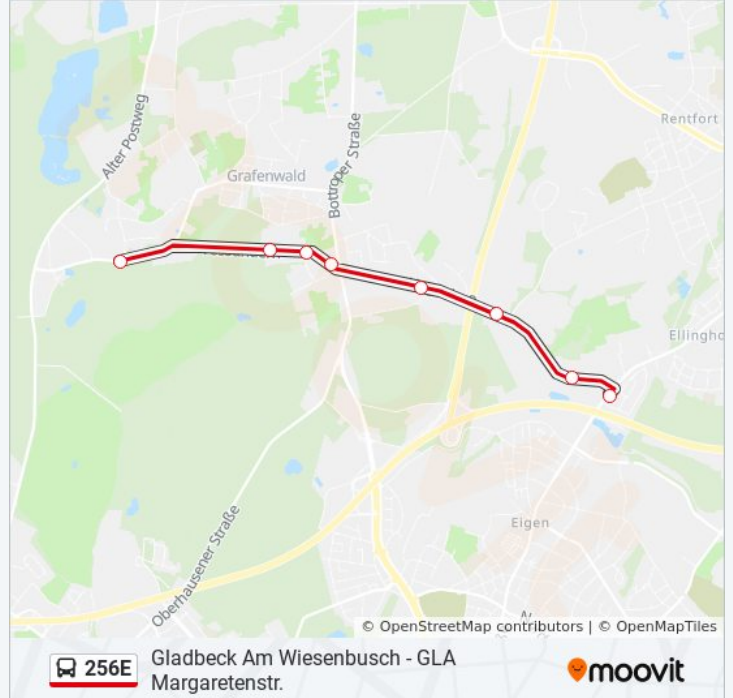 Alter Postweg
Bottroper Straße
Rentfort
Grafenwald
Eigen
Oberhausener Straße
© OpenStreetMap contributors | © OpenMapTiles
256E
Gladbeck Am Wiesenbusch - GLA
Margaretenstr.
moovit